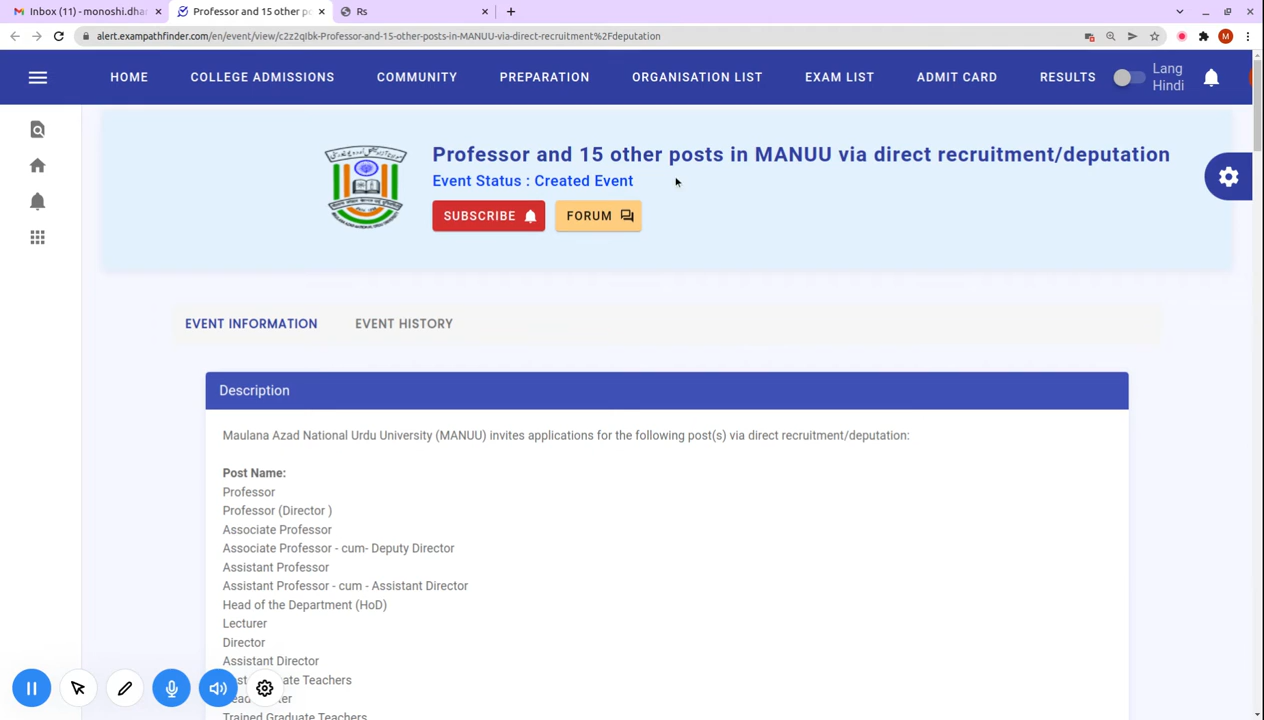 Inbox (11) - monoshi.dhar
Professor and 15 other po
Rs
alert.exampathfinder.com/en/event/view/c2z2qIbk-Professor-and-15-other-posts-in-MANUU-via-direct-recruitment%2Fdeputation
M
HOME
COLLEGE ADMISSIONS
COMMUNITY
PREPARATION
ORGANISATION LIST
EXAM LIST
ADMIT CARD
RESULTS
Lang
Hindi
Professor and 15 other posts in MANUU via direct recruitment/deputation
Event Status : Created Event
SUBSCRIBE
FORUM
EVENT INFORMATION
EVENT HISTORY
Description
Maulana Azad National Urdu University (MANUU) invites applications for the following post(s) via direct recruitment/deputation:
Post Name:
Professor
Professor (Director )
Associate Professor
Associate Professor - cum- Deputy Director
Assistant Professor
Assistant Professor - cum - Assistant Director
Head of the Department (HoD)
Lecturer
Director
Assistant Director
Teachers
Trained Graduate Teachers